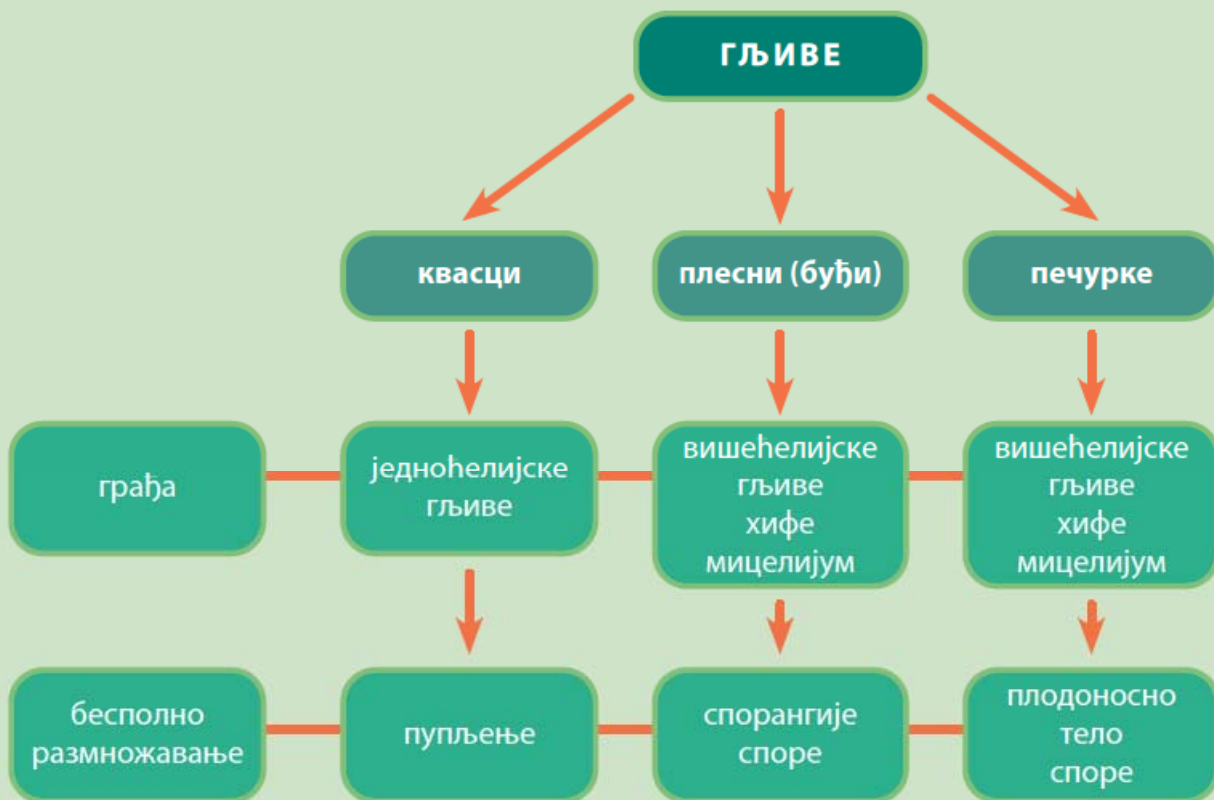 ГЉИВЕ
квасци
плесни (буђи)
печурке
грађа
једноћелијске
гљиве
вишећелијске
гљиве
хифе
мицелијум
вишећелијске
гљиве
хифе
мицелијум
бесполно
размножавање
пупљење
спорангије
споре
плодоносно
тело
споре